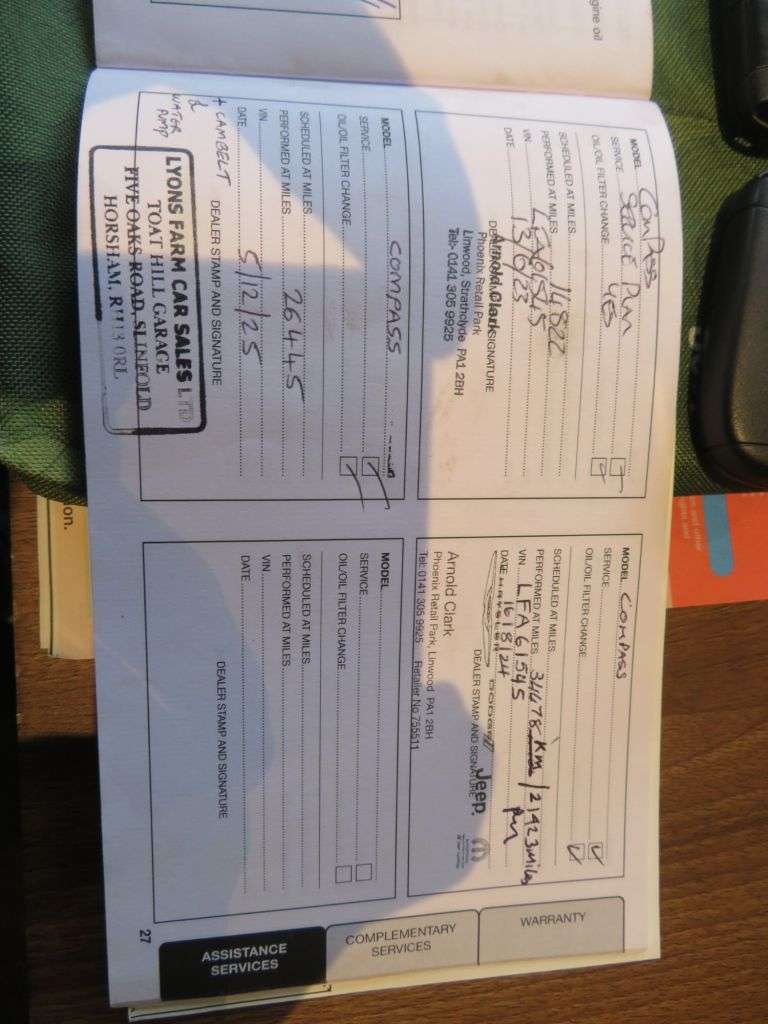 gine oil
MODEL Compass
SERVICE Service Plan
OIL/OIL FILTER CHANGE YES
SCHEDULED AT MILES
PERFORMED AT MILES 14822
VIN LFA61545
DATE 15/6/23
DEALER STAMP AND SIGNATURE
Arnold Clark
Phoenix Retail Park
Linwood, Strathclyde PA1 2BH
Tel:- 0141 305 9925
MODEL COMPASS
SERVICE
OIL/OIL FILTER CHANGE
SCHEDULED AT MILES
PERFORMED AT MILES 34478 Km / 21423 Miles
VIN LFA61545
DATE 16/8/24
DEALER STAMP AND SIGNATURE
Jeep
Arnold Clark
Phoenix Retail Park, Linwood PA1 2BH
Tel:0141 305 9925 Retailer No 755511
MODEL COMPASS
SERVICE
OIL/OIL FILTER CHANGE
SCHEDULED AT MILES
PERFORMED AT MILES 26445
VIN
DATE 5/12/25
+ CAMBELT
& WATER PUMP
DEALER STAMP AND SIGNATURE
LYONS FARM CAR SALES LTD
TOAT HILL GARAGE
FIVE OAKS ROAD, SLINFOLD
HORSHAM, RH13 0RL
MODEL
SERVICE
OIL/OIL FILTER CHANGE
SCHEDULED AT MILES
PERFORMED AT MILES
VIN
DATE
DEALER STAMP AND SIGNATURE
WARRANTY
COMPLEMENTARY
SERVICES
ASSISTANCE
SERVICES
27
on.